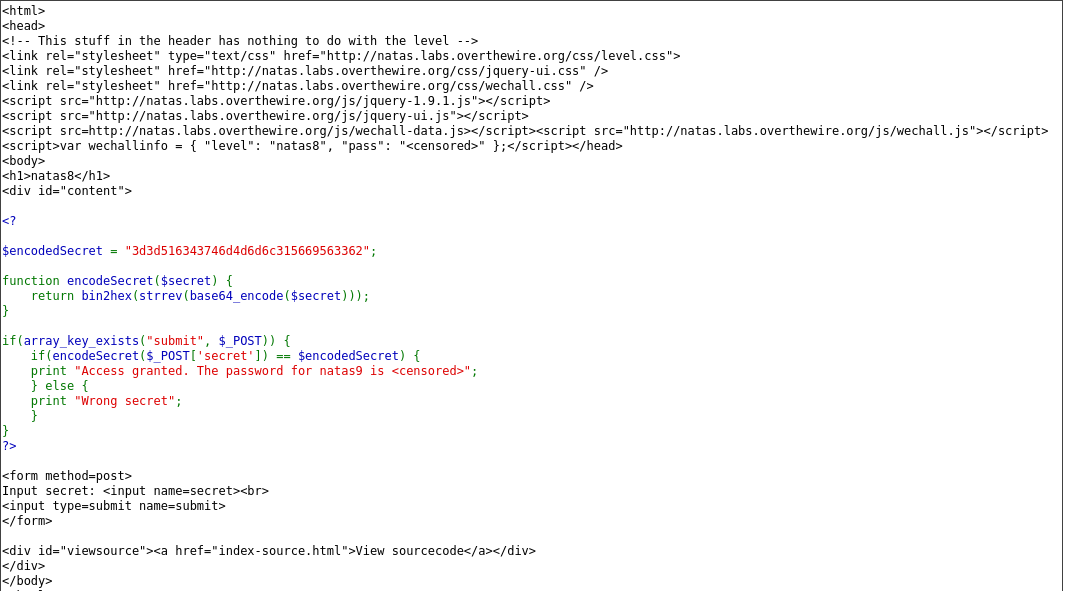 <html>
<head>
<!-- This stuff in the header has nothing to do with the level -->
<link rel="stylesheet" type="text/css" href="http://natas.labs.overthewire.org/css/level.css">
<link rel="stylesheet" href="http://natas.labs.overthewire.org/css/jquery-ui.css" />
<link rel="stylesheet" href="http://natas.labs.overthewire.org/css/wechall.css" />
<script src="http://natas.labs.overthewire.org/js/jquery-1.9.1.js"></script>
<script src="http://natas.labs.overthewire.org/js/jquery-ui.js"></script>
<script src=http://natas.labs.overthewire.org/js/wechall-data.js></script><script src="http://natas.labs.overthewire.org/js/wechall.js"></script>
<script>var wechallinfo = { "level": "natas8", "pass": "<censored>" };</script></head>
<body>
<h1>natas8</h1>
<div id="content">
<?
$encodedSecret = "3d3d516343746d4d6d6c315669563362";
function encodeSecret($secret) {
    return bin2hex(strrev(base64_encode($secret)));
}
if(array_key_exists("submit", $_POST)) {
    if(encodeSecret($_POST['secret']) == $encodedSecret) {
    print "Access granted. The password for natas9 is <censored>";
    } else {
    print "Wrong secret";
    }
}
?>
<form method=post>
Input secret: <input name=secret><br>
<input type=submit name=submit>
</form>
<div id="viewsource"><a href="index-source.html">View sourcecode</a></div>
</div>
</body>